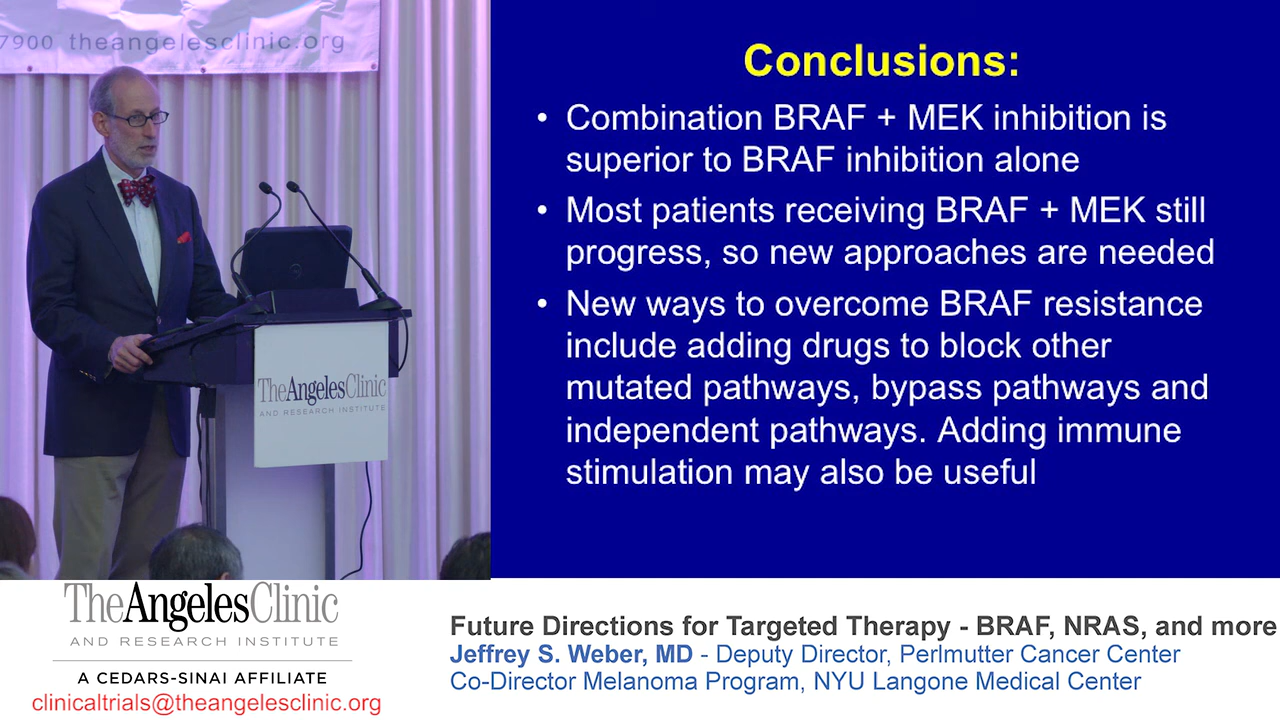 7900 theangelesclinic.org
TheAngelesClinic
AND RESEARCH INSTITUTE
Conclusions:
• Combination BRAF + MEK inhibition is
superior to BRAF inhibition alone
• Most patients receiving BRAF + MEK still
progress, so new approaches are needed
• New ways to overcome BRAF resistance
include adding drugs to block other
mutated pathways, bypass pathways and
independent pathways. Adding immune
stimulation may also be useful
TheAngelesClinic
AND RESEARCH INSTITUTE
A CEDARS-SINAI AFFILIATE
clinicaltrials@theangelesclinic.org
Future Directions for Targeted Therapy - BRAF, NRAS, and more
Jeffrey S. Weber, MD - Deputy Director, Perlmutter Cancer Center
Co-Director Melanoma Program, NYU Langone Medical Center